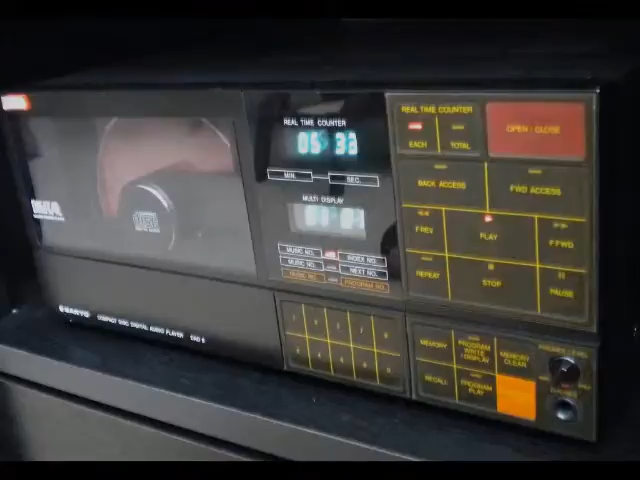 REAL TIME COUNTER
05 33
MIN.
SEC.
MULTI DISPLAY
MUSIC NO.
INDEX NO.
MUSIC NO.
NEXT NO.
MUSIC NO.
PROGRAM NO.
REAL TIME COUNTER
EACH
TOTAL
OPEN / CLOSE
BACK ACCESS
FWD ACCESS
F REV
PLAY
F FWD
REPEAT
STOP
PAUSE
SANYO
COMPACT DISC DIGITAL AUDIO PLAYER
MEMORY
PROGRAM WRITE / DISPLAY
MEMORY CLEAR
RECALL
PROGRAM PLAY